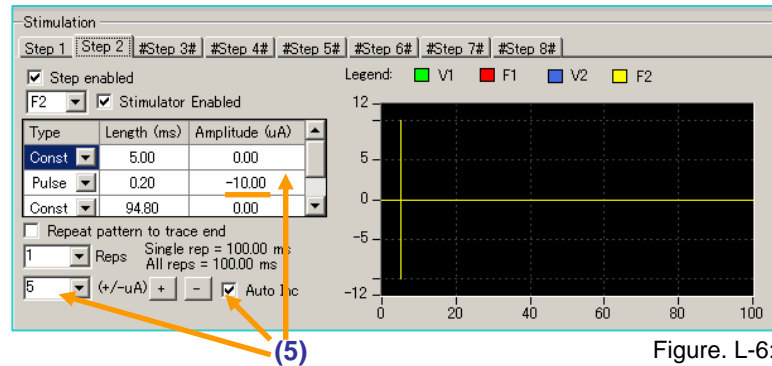 Stimulation
Step 1 Step 2 #Step 3# #Step 4# #Step 5# #Step 6# #Step 7# #Step 8#
Step enabled
Legend: V1 F1 V2 F2
F2 Stimulator Enabled
Type Length (ms) Amplitude (uA)
Const 5.00 0.00
Pulse 0.20 -10.00
Const 94.80 0.00
Repeat pattern to trace end
1 Reps Single rep = 100.00 ms
All reps = 100.00 ms
5 (+/-uA) + - Auto Inc
12
5
0
-5
-12
0 20 40 60 80 100
(5)
Figure. L-6: